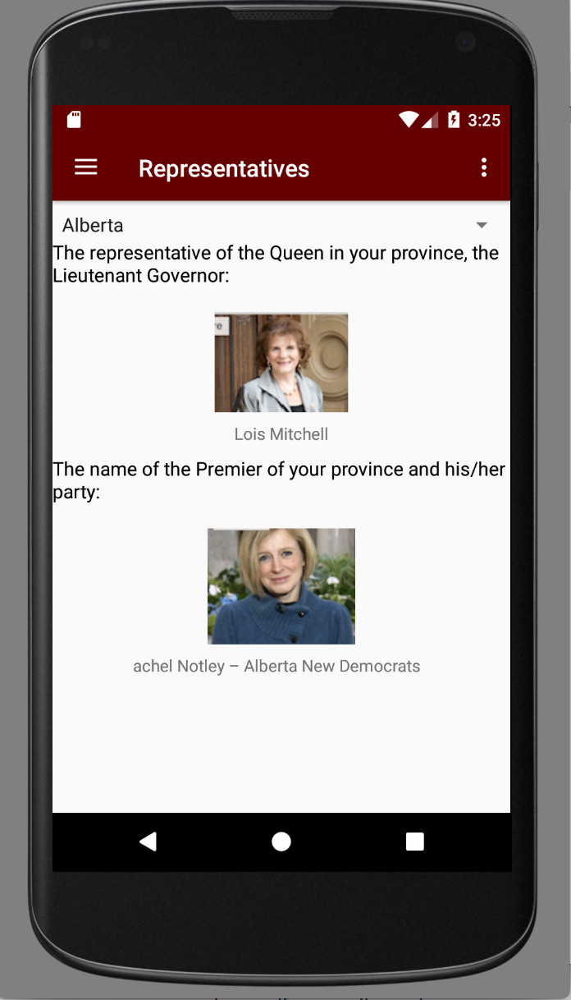 3:25
Representatives
Alberta
The representative of the Queen in your province, the
Lieutenant Governor:
re
Lois Mitchell
The name of the Premier of your province and his/her
party:
achel Notley – Alberta New Democrats